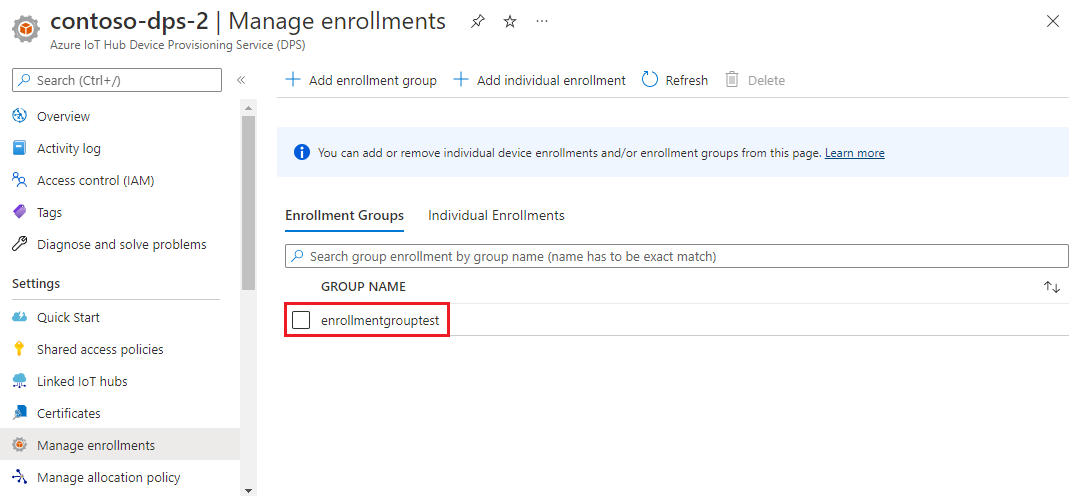 contoso-dps-2 | Manage enrollments ...
Azure IoT Hub Device Provisioning Service (DPS)
Search (Ctrl+/)
Overview
Activity log
Access control (IAM)
Tags
Diagnose and solve problems
Settings
Quick Start
Shared access policies
Linked IoT hubs
Certificates
Manage enrollments
Manage allocation policy
Add enrollment group Add individual enrollment Refresh Delete
You can add or remove individual device enrollments and/or enrollment groups from this page. Learn more
Enrollment Groups Individual Enrollments
Search group enrollment by group name (name has to be exact match)
GROUP NAME
enrollmentgrouptest